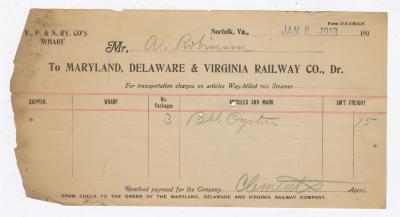 Y., P. & N. RY. CO'S
WHARF
Norfolk, Va., JAN 8 1913 190
Mr. A. Robinson
To MARYLAND, DELAWARE & VIRGINIA RAILWAY CO., Dr.
For transportation charges on articles Way-billed via Steamer
SHIPPER. WHARF No. Packages ARTICLES AND MARK AM'T FREIGHT
3 Bbl Oysters 75
Received payment for the Company Clements Agent.
DRAW CHECK TO THE ORDER OF THE MARYLAND, DELAWARE AND VIRGINIA RAILWAY COMPANY.